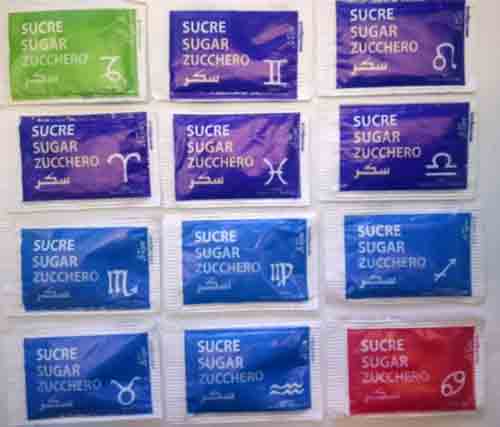 SUCRE
SUGAR
ZUCCHERO
سكر
♑
SUCRE
SUGAR
ZUCCHERO
سكر
♊
SUCRE
SUGAR
ZUCCHERO
سكر
♌
SUCRE
SUGAR
ZUCCHERO
سكر
♈
SUCRE
SUGAR
ZUCCHERO
سكر
♓
SUCRE
SUGAR
ZUCCHERO
سكر
♎
SUCRE
SUGAR
ZUCCHERO
سكر
♏
SUCRE
SUGAR
ZUCCHERO
سكر
♍
SUCRE
SUGAR
ZUCCHERO
سكر
♐
SUCRE
SUGAR
ZUCCHERO
سكر
♉
SUCRE
SUGAR
ZUCCHERO
سكر
♒
SUCRE
SUGAR
ZUCCHERO
سكر
♋